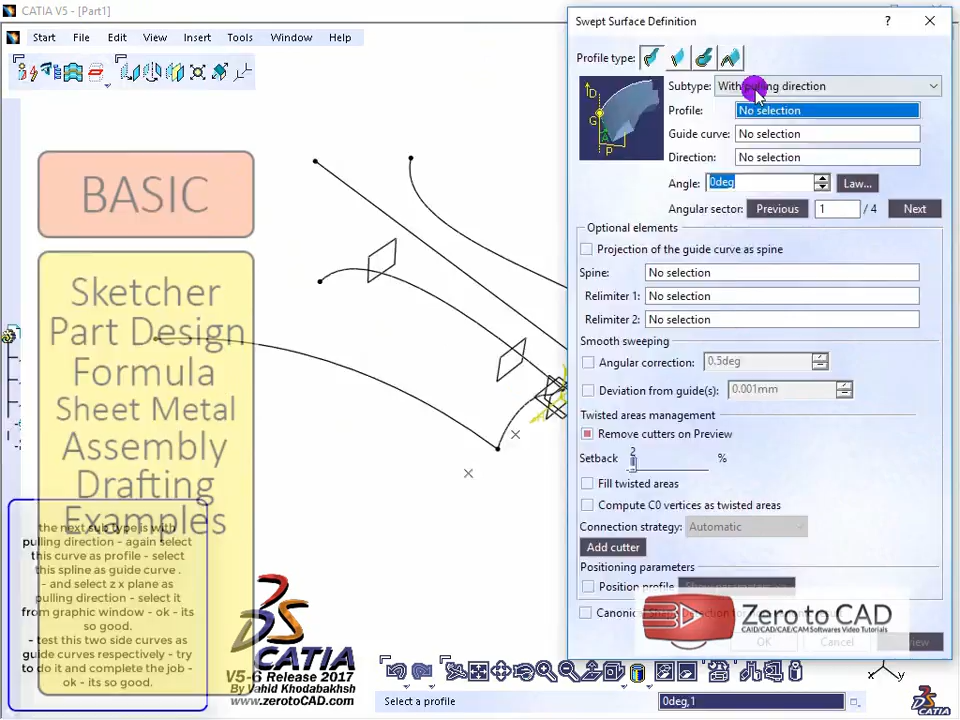 CATIA V5 - [Part1]
Start File Edit View Insert Tools Window Help
BASIC
Sketcher
Part Design
Formula
Sheet Metal
Assembly
Drafting
Examples
the next sub type is with
pulling direction - again select
this curve as profile - select
this spline as guide curve .
- and select z x plane as
pulling direction - select it
from graphic window - ok - its
so good.
- test this two side curves as
guide curves respectively - try
to do it and complete the job -
ok - its so good.
Swept Surface Definition
Profile type:
Subtype: With pulling direction
Profile: No selection
Guide curve: No selection
Direction: No selection
Angle: 0deg Law...
Angular sector: Previous 1 / 4 Next
Optional elements
Projection of the guide curve as spine
Spine: No selection
Relimiter 1: No selection
Relimiter 2: No selection
Smooth sweeping
Angular correction: 0.5deg
Deviation from guide(s): 0.001mm
Twisted areas management
Remove cutters on Preview
Setback 2 %
Fill twisted areas
Compute C0 vertices as twisted areas
Connection strategy: Automatic
Add cutter
Positioning parameters
Position profile
OK Cancel
Zero to CAD
CAID/CAD/CAE/CAM Softwares Video Tutorials
CATIA
V5-6 Release 2017
By Vahid Khodabakhsh
www.zerotoCAD.com
Select a profile
0deg,1
x y
D
G
A
P